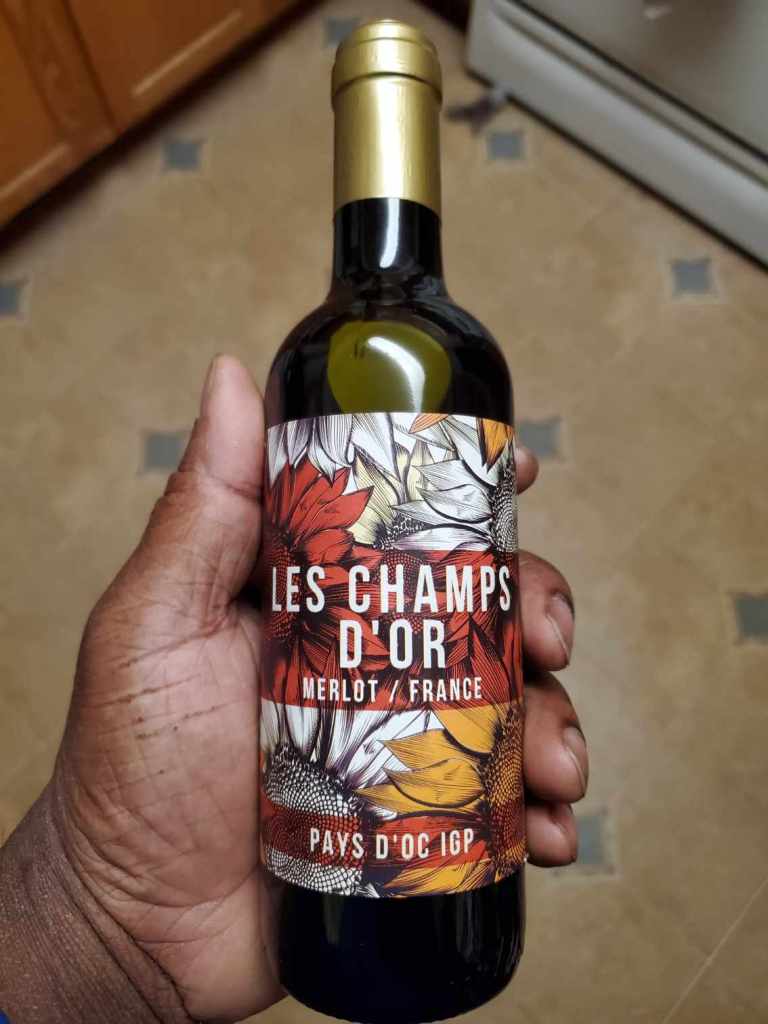 LES CHAMPS
D'OR
MERLOT / FRANCE
PAYS D'OC IGP